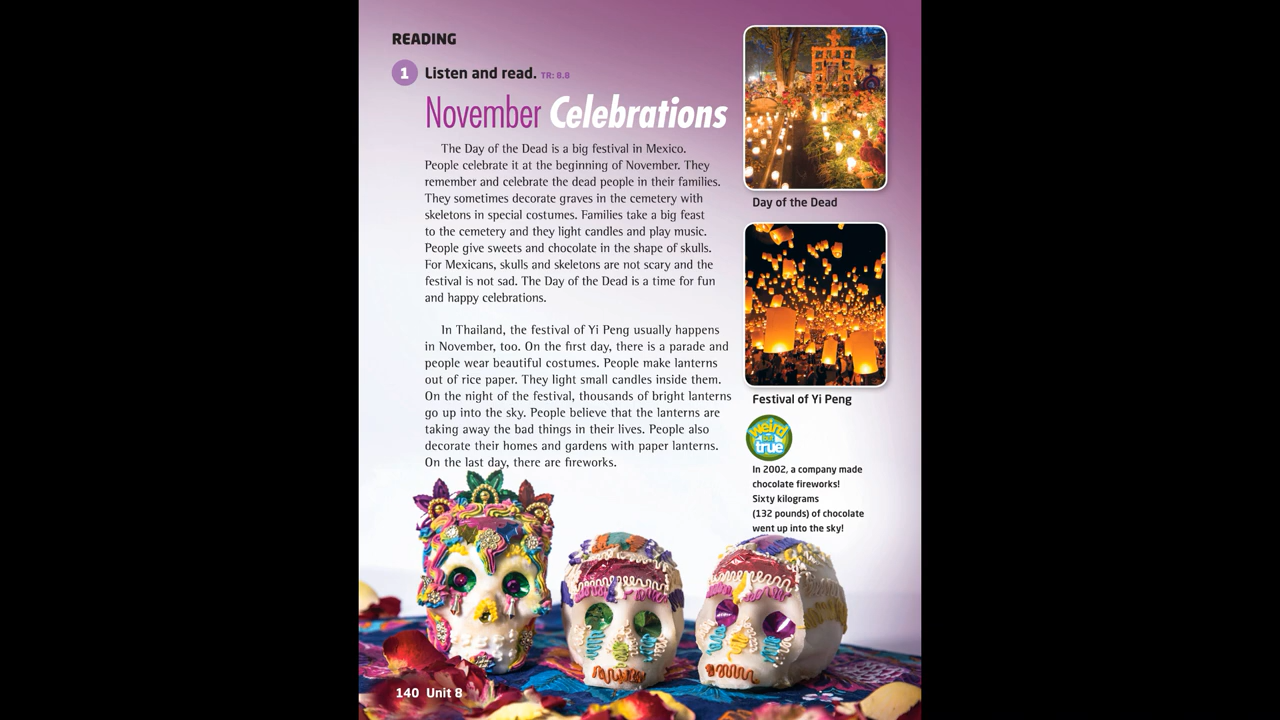 READING
1 Listen and read. TR: 8.8
November Celebrations
The Day of the Dead is a big festival in Mexico.
People celebrate it at the beginning of November. They
remember and celebrate the dead people in their families.
They sometimes decorate graves in the cemetery with
skeletons in special costumes. Families take a big feast
to the cemetery and they light candles and play music.
People give sweets and chocolate in the shape of skulls.
For Mexicans, skulls and skeletons are not scary and the
festival is not sad. The Day of the Dead is a time for fun
and happy celebrations.
In Thailand, the festival of Yi Peng usually happens
in November, too. On the first day, there is a parade and
people wear beautiful costumes. People make lanterns
out of rice paper. They light small candles inside them.
On the night of the festival, thousands of bright lanterns
go up into the sky. People believe that the lanterns are
taking away the bad things in their lives. People also
decorate their homes and gardens with paper lanterns.
On the last day, there are fireworks.
Day of the Dead
Festival of Yi Peng
weird
but
true
In 2002, a company made
chocolate fireworks!
Sixty kilograms
(132 pounds) of chocolate
went up into the sky!
140 Unit 8